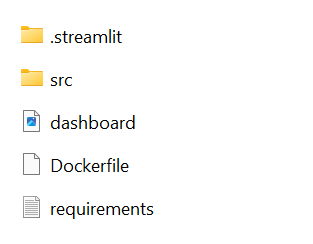 .streamlit
src
dashboard
Dockerfile
requirements